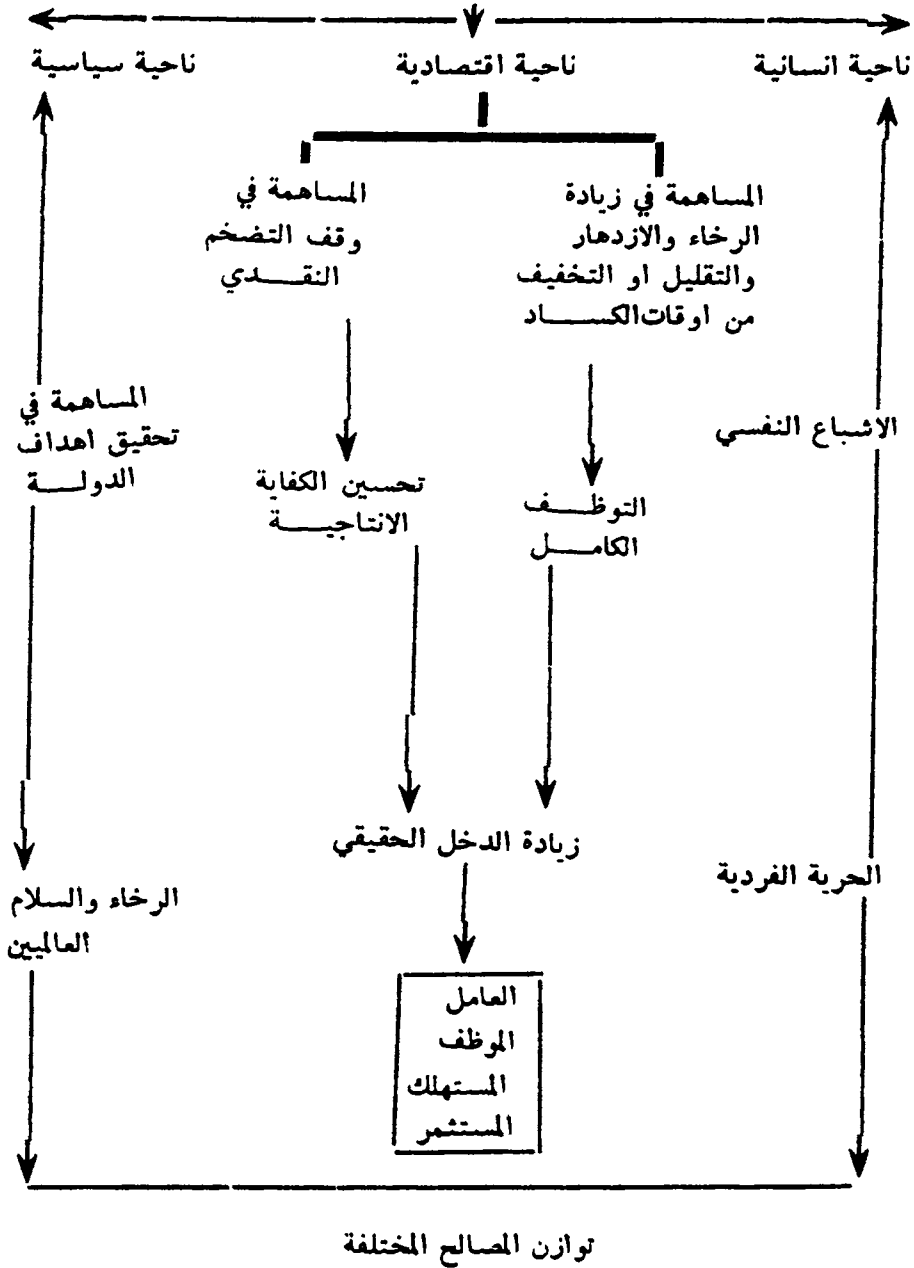 ناحية انسانية
ناحية اقتصادية
ناحية سياسية
المساهمة في زيادة
الرخاء والازدهار
والتقليل او التخفيف
من اوقات الكساد
المساهمة في
وقف التضخم
النقدي
الاشباع النفسي
المساهمة في
تحقيق اهداف
الدولة
التوظف
الكامل
تحسين الكفاية
الانتاجية
زيادة الدخل الحقيقي
الحرية الفردية
الرخاء والسلام
العالميين
العامل
الموظف
المستهلك
المستثمر
توازن المصالح المختلفة